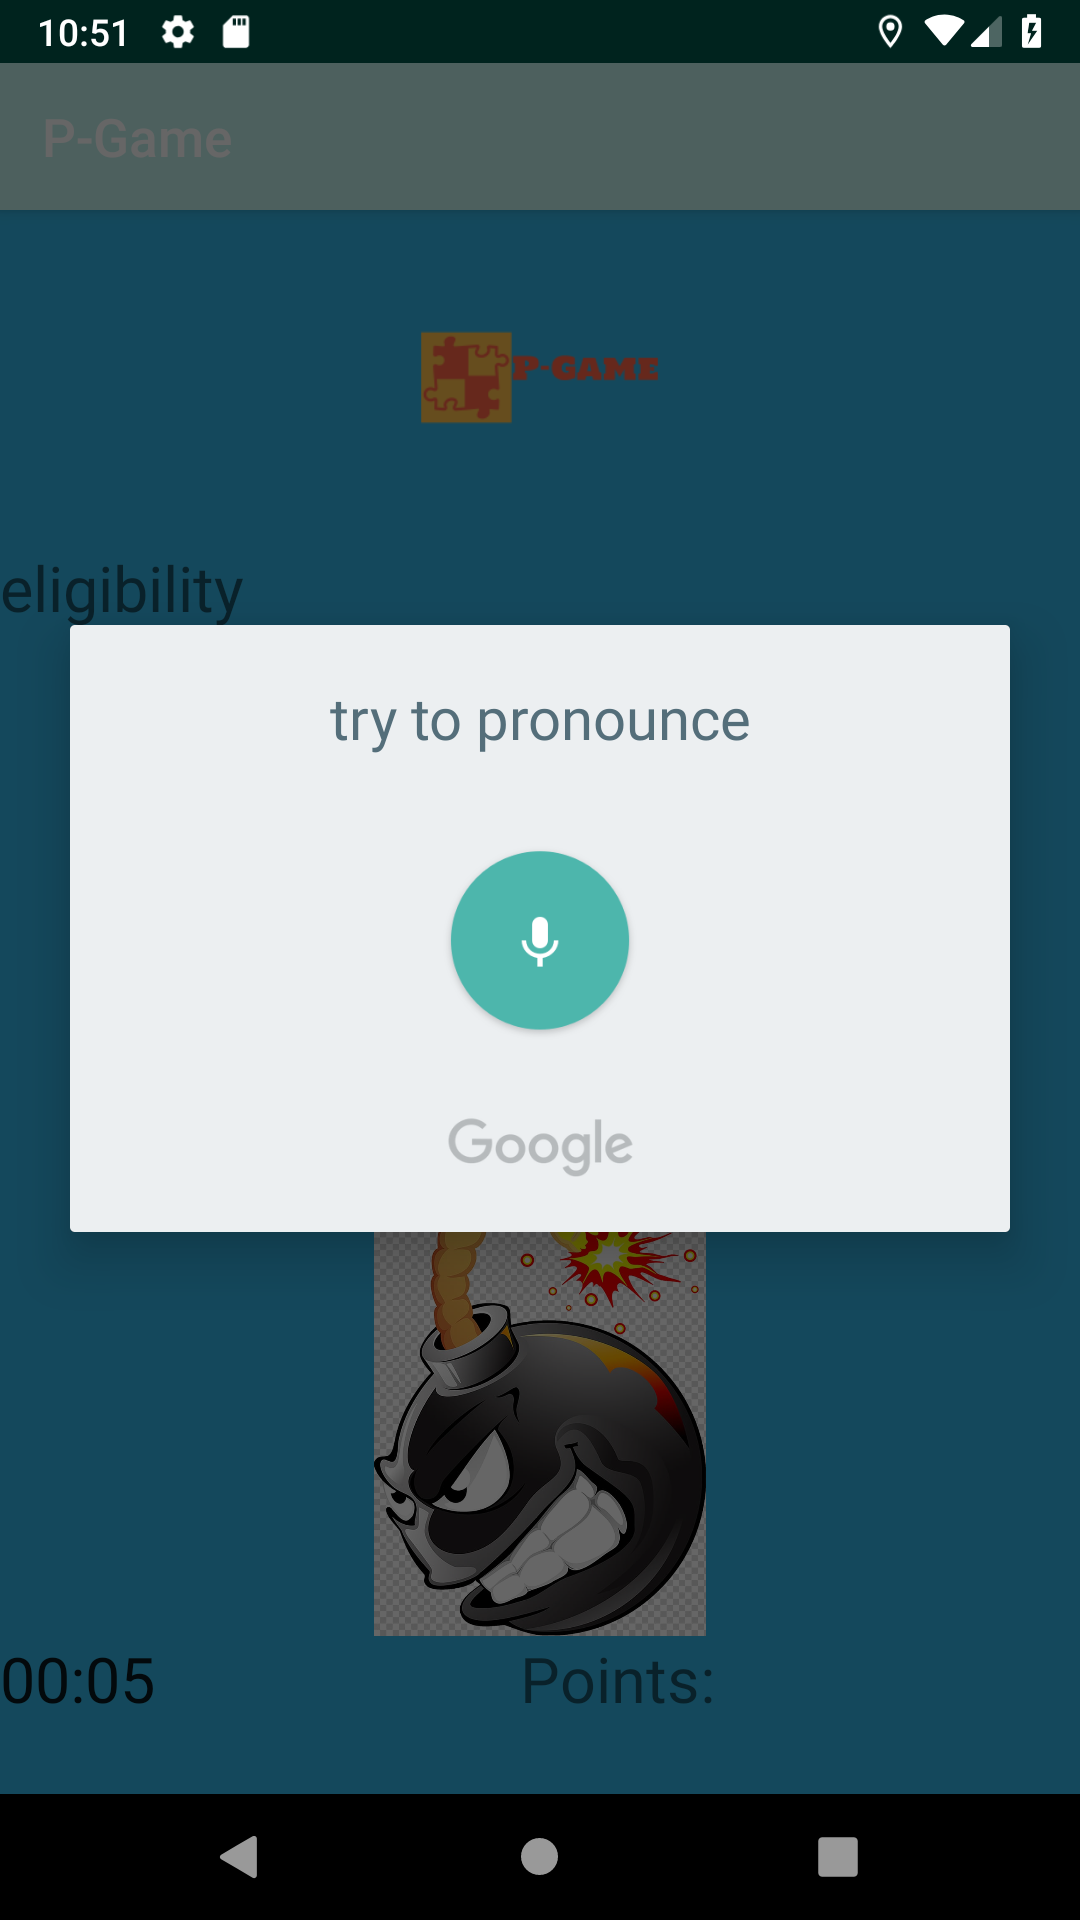 10:51
P-Game
P-GAME
eligibility
try to pronounce
Google
00:05
Points: